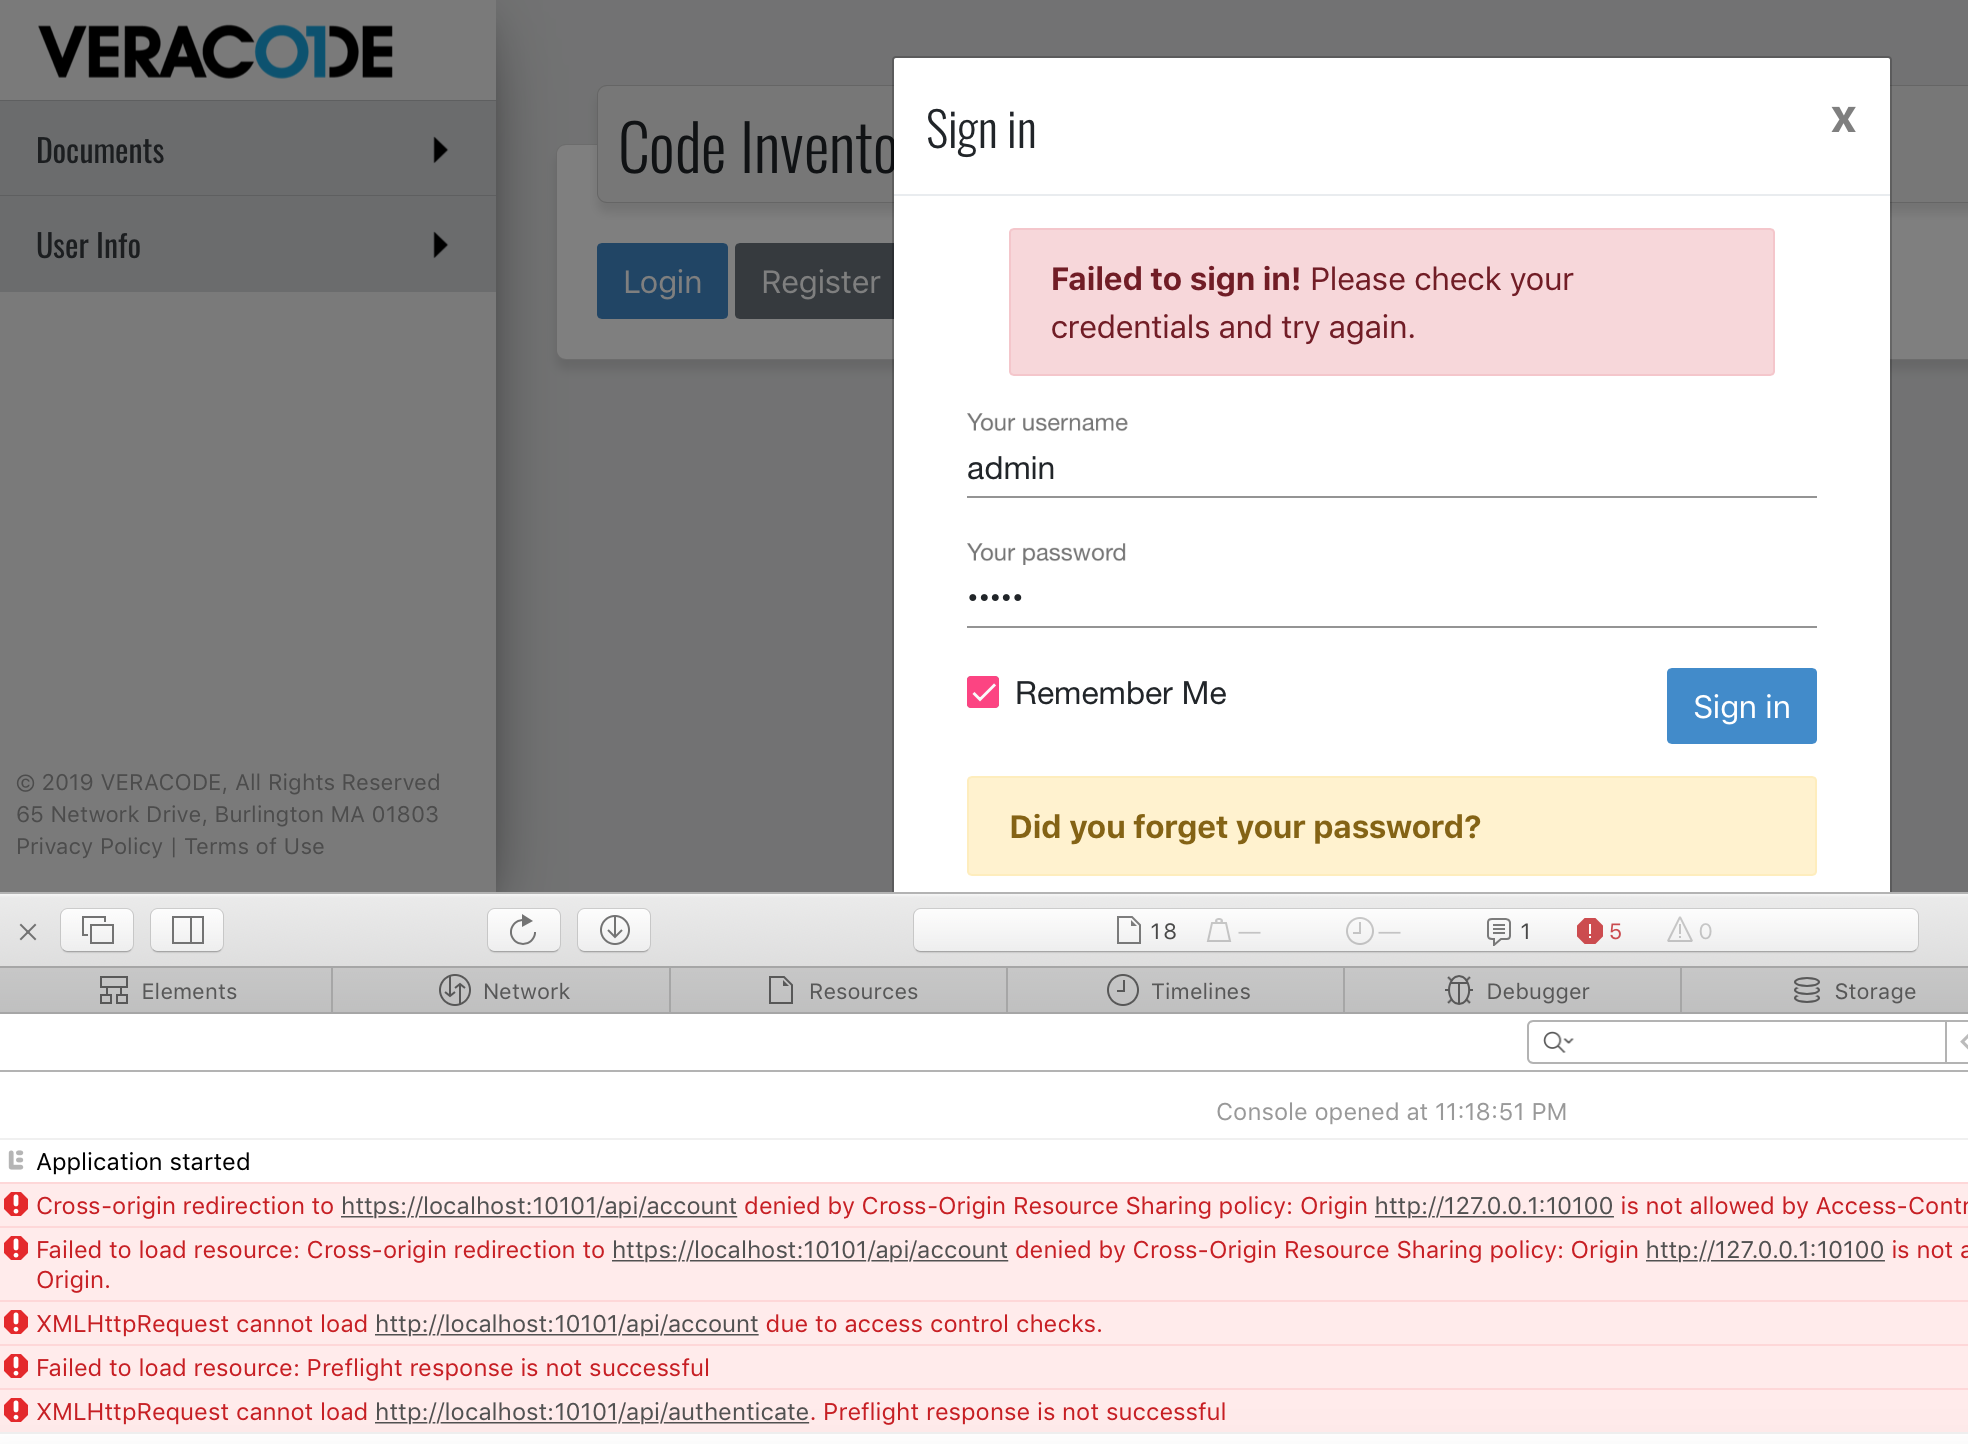 VERACODE
Documents
User Info
© 2019 VERACODE, All Rights Reserved
65 Network Drive, Burlington MA 01803
Privacy Policy | Terms of Use
Code Invento
Login
Register
Sign in
X
Failed to sign in! Please check your
credentials and try again.
Your username
admin
Your password
•••••
Remember Me
Sign in
Did you forget your password?
18
—
—
1
5
0
Elements
Network
Resources
Timelines
Debugger
Storage
Console opened at 11:18:51 PM
Application started
Cross-origin redirection to https://localhost:10101/api/account denied by Cross-Origin Resource Sharing policy: Origin http://127.0.0.1:10100 is not allowed by Access-Contr
Failed to load resource: Cross-origin redirection to https://localhost:10101/api/account denied by Cross-Origin Resource Sharing policy: Origin http://127.0.0.1:10100 is not a
Origin.
XMLHttpRequest cannot load http://localhost:10101/api/account due to access control checks.
Failed to load resource: Preflight response is not successful
XMLHttpRequest cannot load http://localhost:10101/api/authenticate. Preflight response is not successful